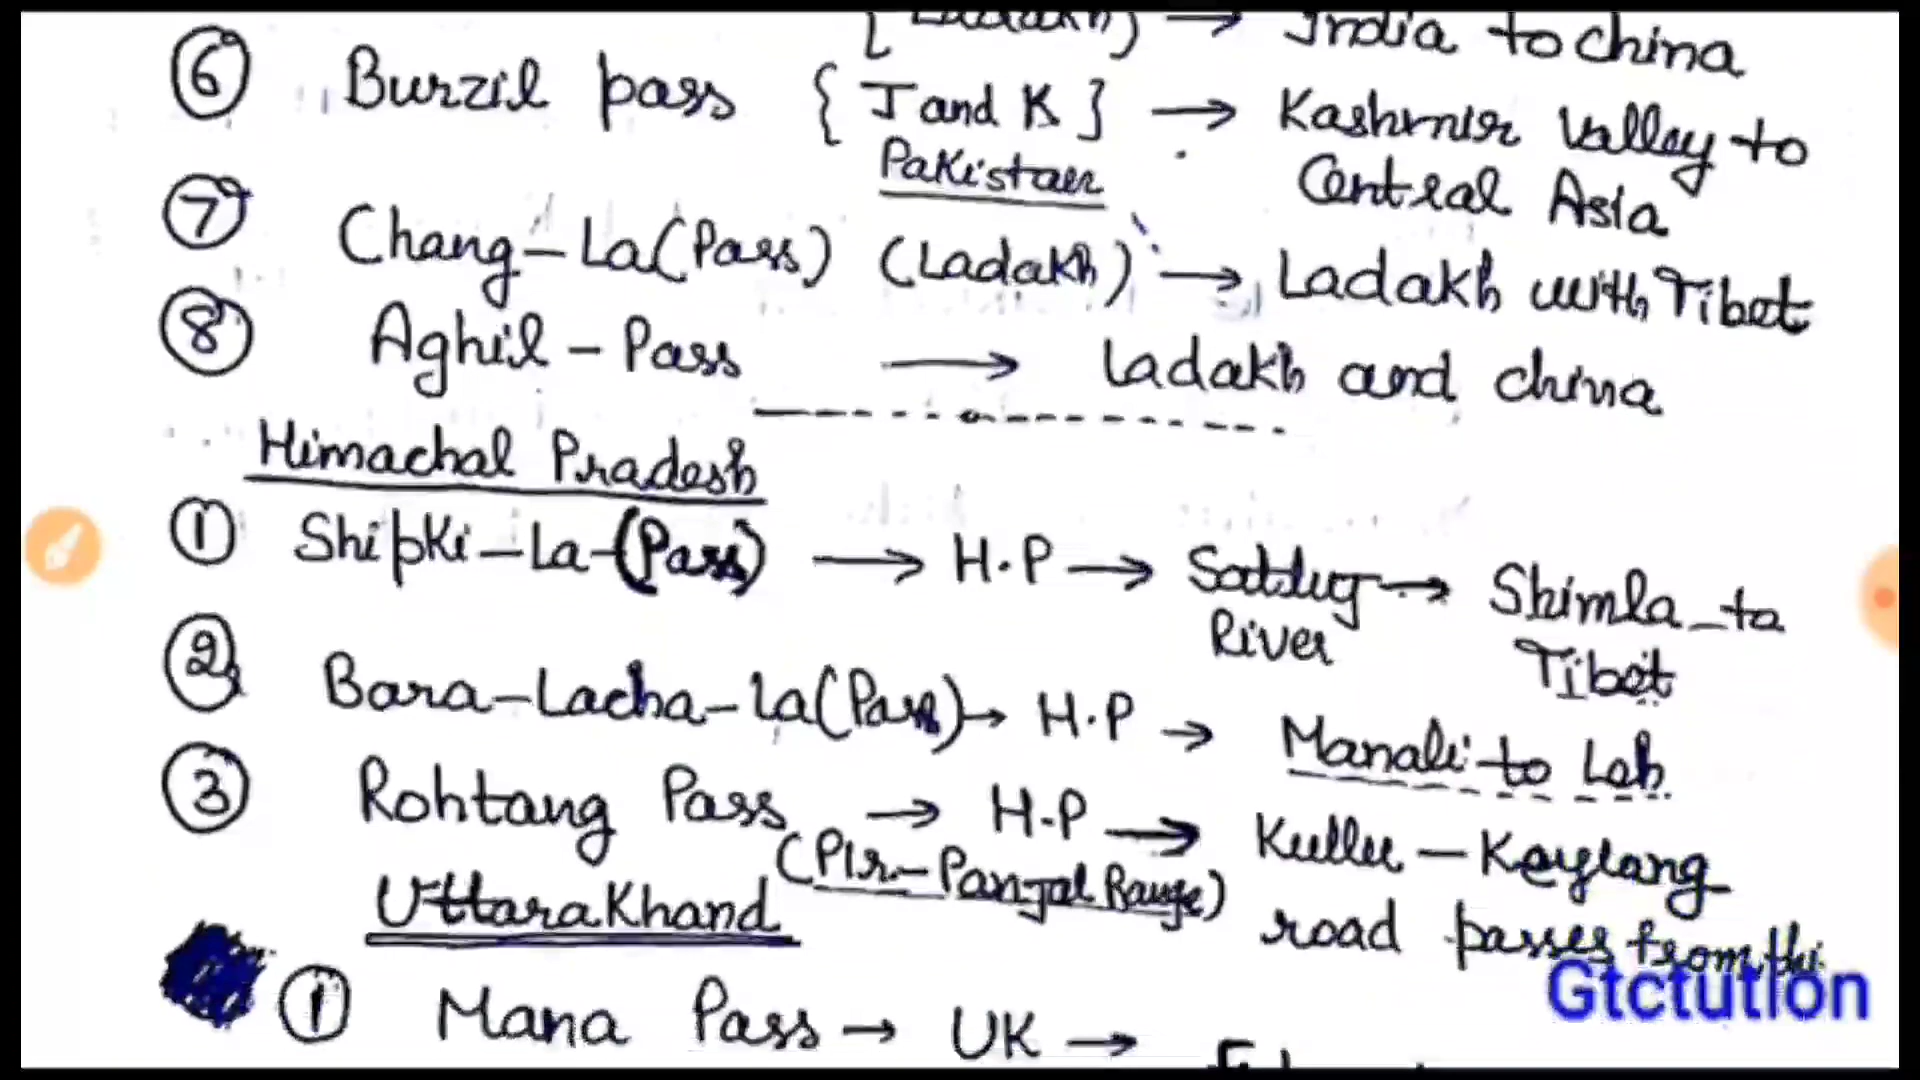 {Ladakh) → India to china
⑥ Burzil pass { J and K } → Kashmir Valley to
Pakistan Central Asia
⑦ Chang-La(Pass) (Ladakh) → Ladakh with Tibet
⑧ Aghil - Pass → Ladakh and china
Himachal Pradesh
① Shipki-La-(Pass) → H.P → Satlug → Shimla to
River Tibet
② Bara-Lacha-La(Pass) → H.P → Manali to Leh
③ Rohtang Pass → H.P → Kullu - Keylang
(Pir-Panjal Range) road passes from thi
Uttarakhand
① Mana Pass → UK →
Gtctution